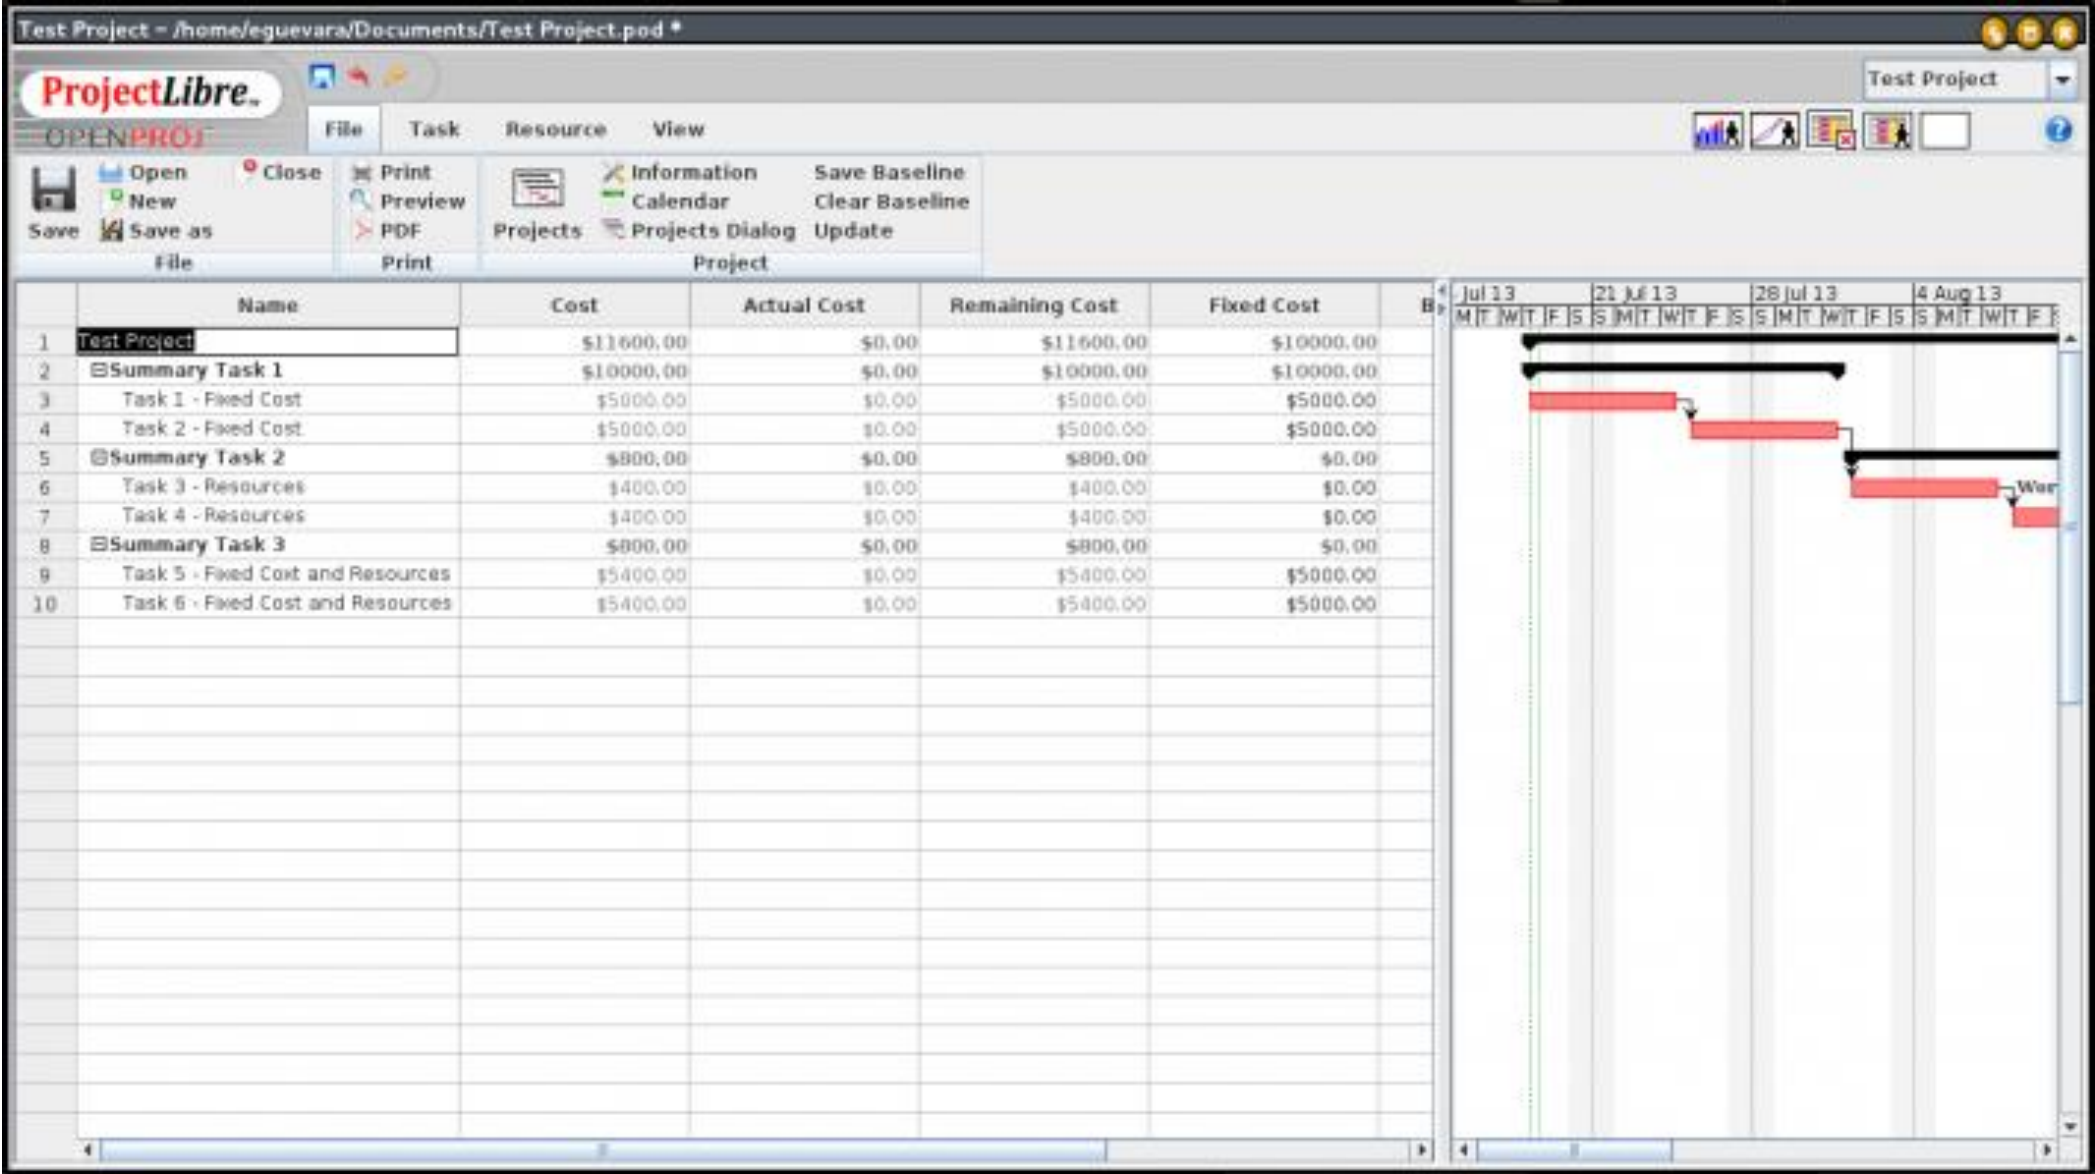 Test Project - /home/eguevara/Documents/Test Project.pod *
ProjectLibre
Test Project
OPENPROJ
File Task Resource View
Open Close Print Information Save Baseline
New Preview Calendar Clear Baseline
Save Save as PDF Projects Projects Dialog Update
File Print Project
Name Cost Actual Cost Remaining Cost Fixed Cost B
Jul 13 21 Jul 13 28 Jul 13 4 Aug 13
M T W T F S S M T W T F S S M T W T F S S M T W T F S
1 Test Project $11600.00 $0.00 $11600.00 $10000.00
2 Summary Task 1 $10000.00 $0.00 $10000.00 $10000.00
3 Task 1 - Fixed Cost $5000.00 $0.00 $5000.00 $5000.00
4 Task 2 - Fixed Cost $5000.00 $0.00 $5000.00 $5000.00
5 Summary Task 2 $800.00 $0.00 $800.00 $0.00
6 Task 3 - Resources $400.00 $0.00 $400.00 $0.00 Wor
7 Task 4 - Resources $400.00 $0.00 $400.00 $0.00
8 Summary Task 3 $800.00 $0.00 $800.00 $0.00
9 Task 5 - Fixed Coxt and Resources $5400.00 $0.00 $5400.00 $5000.00
10 Task 6 - Fixed Cost and Resources $5400.00 $0.00 $5400.00 $5000.00